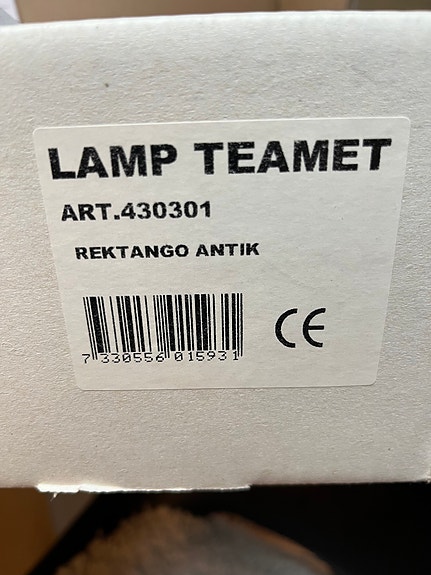 LAMP TEAMET
ART.430301
REKTANGO ANTIK
7 330556 015931
CE